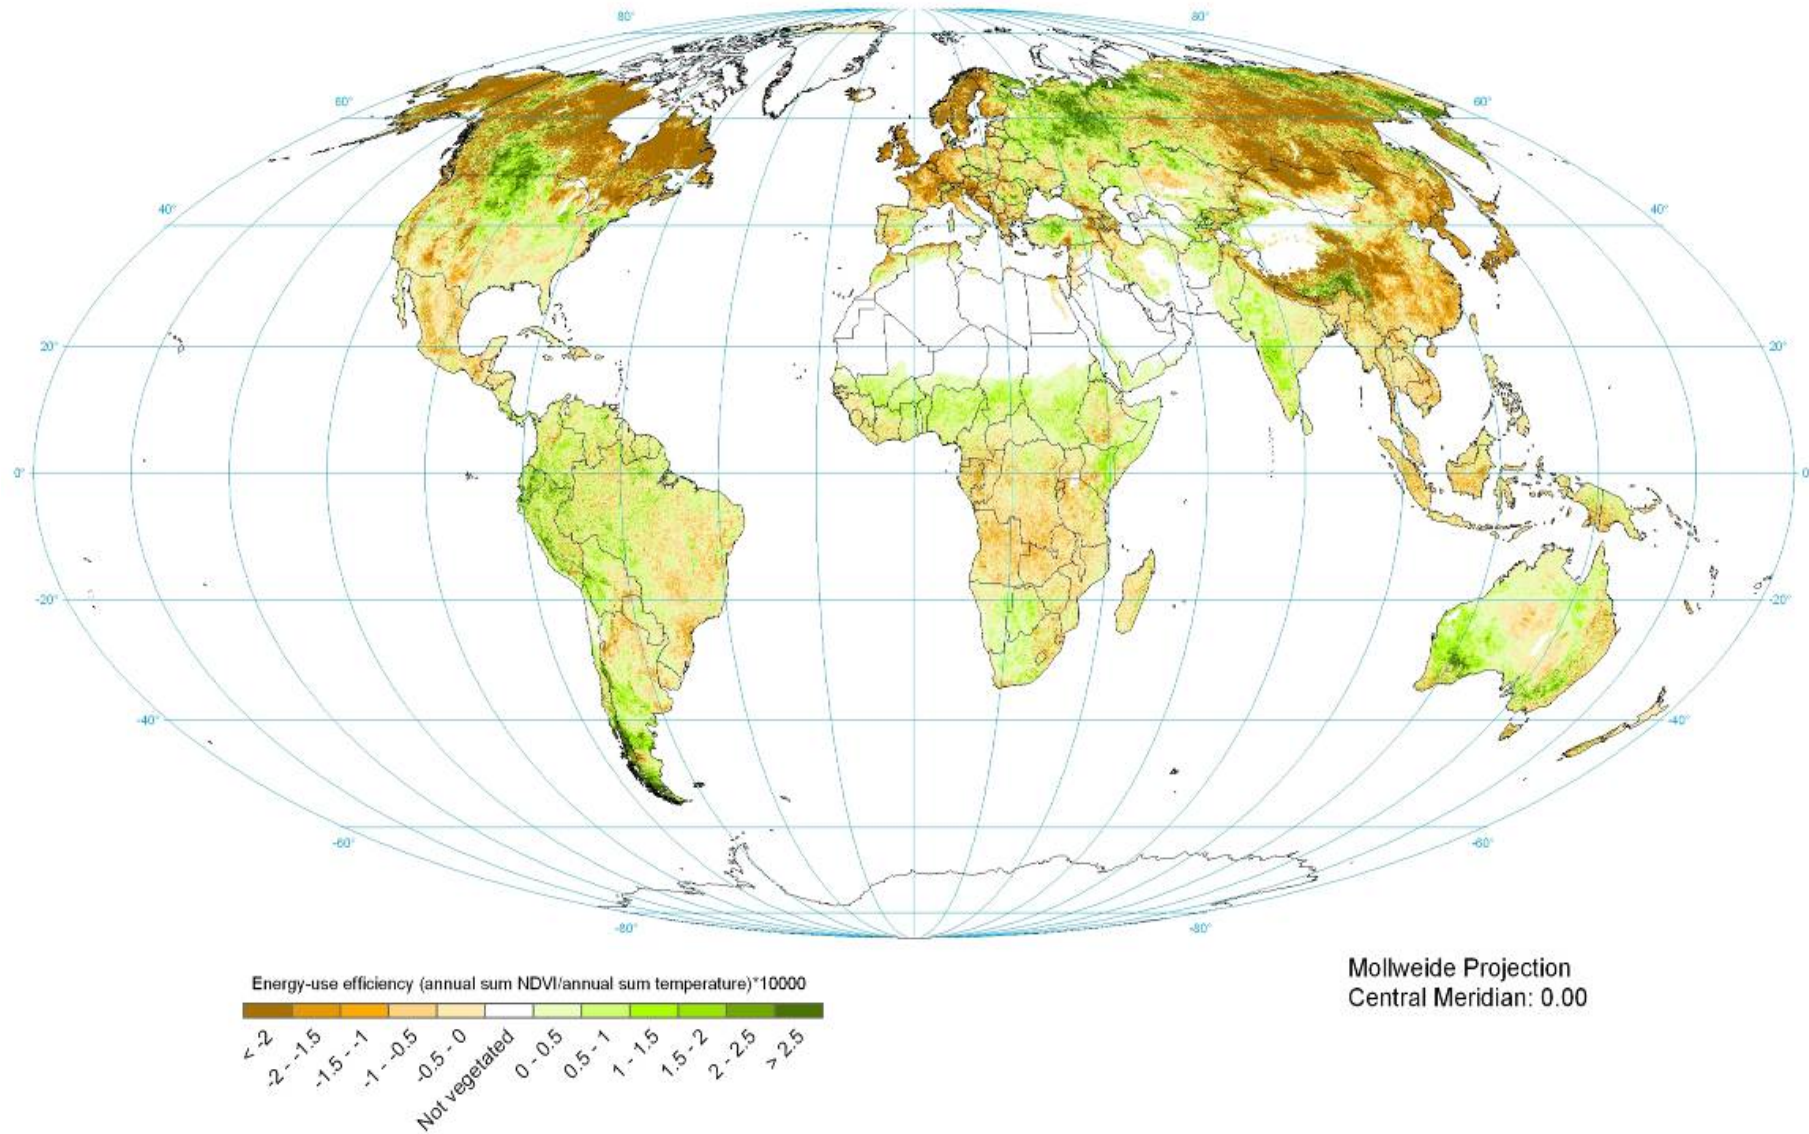 80° 80°
60° 60°
40° 40°
20° 20°
0° 0
-20° -20°
-40° -40°
-60° -60°
-80° -80°
Mollweide Projection
Central Meridian: 0.00
Energy-use efficiency (annual sum NDVI/annual sum temperature)*10000
< -2
-2 - -1.5
-1.5 - -1
-1 - -0.5
-0.5 - 0
Not vegetated
0 - 0.5
0.5 - 1
1 - 1.5
1.5 - 2
2 - 2.5
> 2.5